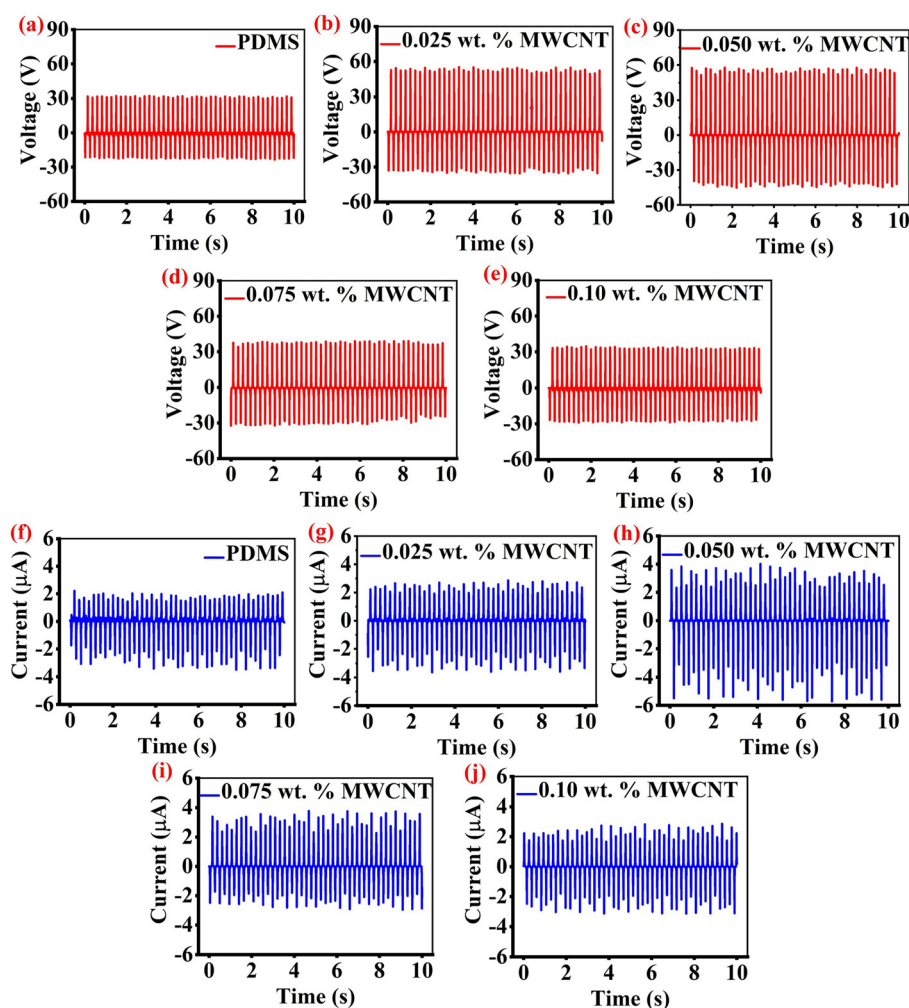 (a)
PDMS
Voltage (V)
90
60
30
0
-30
-60
0 2 4 6 8 10
Time (s)
(b)
0.025 wt. % MWCNT
Voltage (V)
90
60
30
0
-30
-60
0 2 4 6 8 10
Time (s)
(c)
0.050 wt. % MWCNT
Voltage (V)
90
60
30
0
-30
-60
0 2 4 6 8 10
Time (s)
(d)
0.075 wt. % MWCNT
Voltage (V)
90
60
30
0
-30
-60
0 2 4 6 8 10
Time (s)
(e)
0.10 wt. % MWCNT
Voltage (V)
90
60
30
0
-30
-60
0 2 4 6 8 10
Time (s)
(f)
PDMS
Current (μA)
6
4
2
0
-2
-4
-6
0 2 4 6 8 10
Time (s)
(g)
0.025 wt. % MWCNT
Current (μA)
6
4
2
0
-2
-4
-6
0 2 4 6 8 10
Time (s)
(h)
0.050 wt. % MWCNT
Current (μA)
6
4
2
0
-2
-4
-6
0 2 4 6 8 10
Time (s)
(i)
0.075 wt. % MWCNT
Current (μA)
6
4
2
0
-2
-4
-6
0 2 4 6 8 10
Time (s)
(j)
0.10 wt. % MWCNT
Current (μA)
6
4
2
0
-2
-4
-6
0 2 4 6 8 10
Time (s)